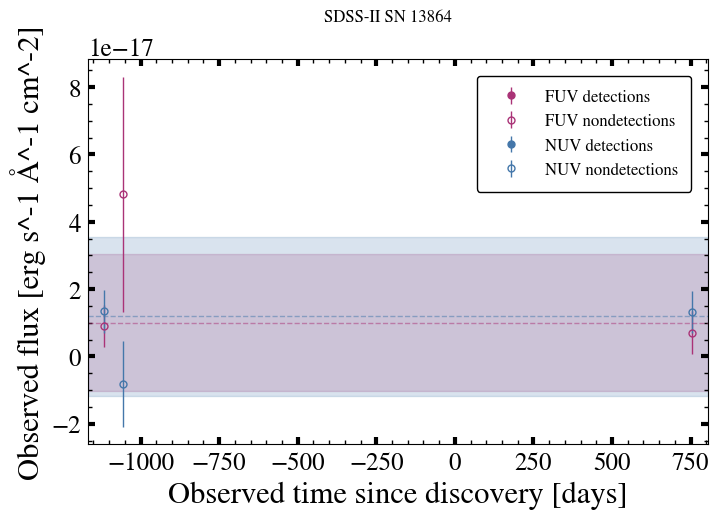 SDSS-II SN 13864
1e−17
Observed flux [erg s^-1 Å^-1 cm^-2]
8
6
4
2
0
−2
FUV detections
FUV nondetections
NUV detections
NUV nondetections
−1000 −750 −500 −250 0 250 500 750
Observed time since discovery [days]